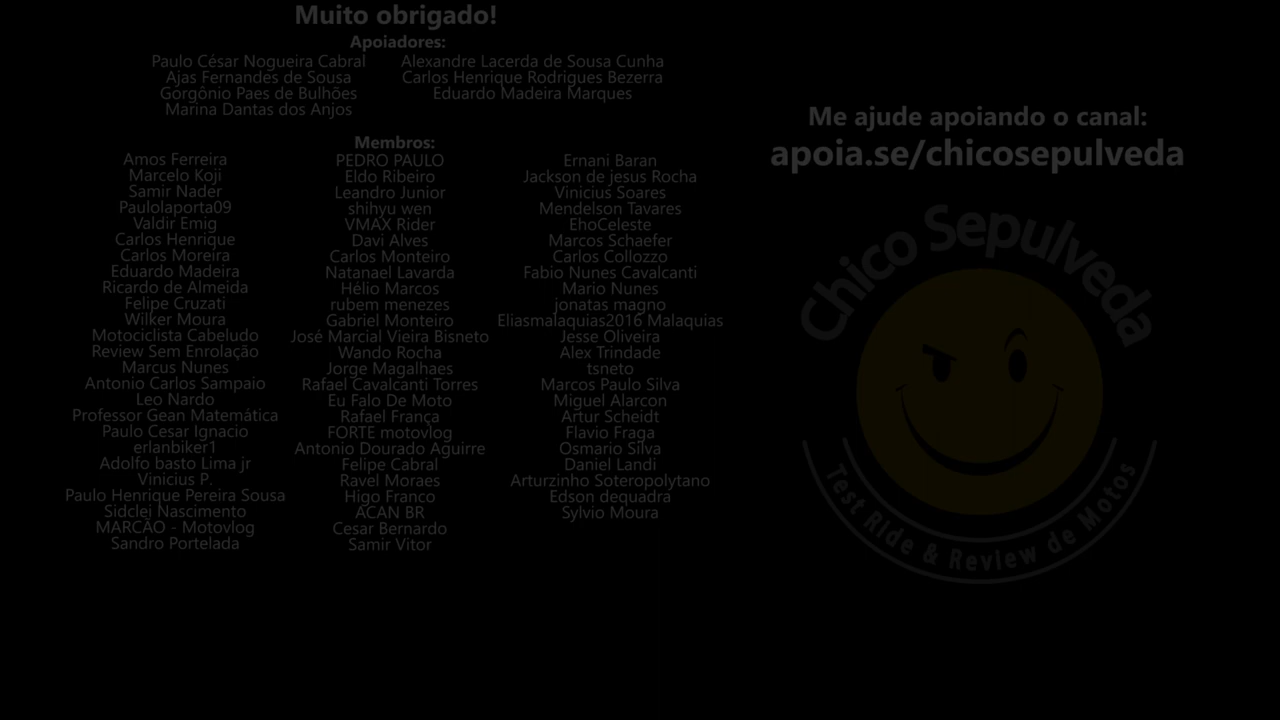 Muito obrigado!
Apoiadores:
Paulo César Nogueira Cabral
Ajas Fernandes de Sousa
Gorgônio Paes de Bulhões
Marina Dantas dos Anjos
Alexandre Lacerda de Sousa Cunha
Carlos Henrique Rodrigues Bezerra
Eduardo Madeira Marques
Membros:
Amos Ferreira
Marcelo Koji
Samir Nader
Paulolaporta09
Valdir Emig
Carlos Henrique
Carlos Moreira
Eduardo Madeira
Ricardo de Almeida
Felipe Cruzati
Wilker Moura
Motociclista Cabeludo
Review Sem Enrolação
Marcus Nunes
Antonio Carlos Sampaio
Leo Nardo
Professor Gean Matemática
Paulo Cesar Ignacio
erlanbiker1
Adolfo basto Lima jr
Vinicius P.
Paulo Henrique Pereira Sousa
Sidclei Nascimento
MARCÃO - Motovlog
Sandro Portelada
PEDRO PAULO
Eldo Ribeiro
Leandro Junior
shihyu wen
VMAX Rider
Davi Alves
Carlos Monteiro
Natanael Lavarda
Hélio Marcos
rubem menezes
Gabriel Monteiro
José Marcial Vieira Bisneto
Wando Rocha
Jorge Magalhaes
Rafael Cavalcanti Torres
Eu Falo De Moto
Rafael França
FORTE motovlog
Antonio Dourado Aguirre
Felipe Cabral
Ravel Moraes
Higo Franco
ACAN BR
Cesar Bernardo
Samir Vitor
Ernani Baran
Jackson de jesus Rocha
Vinicius Soares
Mendelson Tavares
EhoCeleste
Marcos Schaefer
Carlos Collozzo
Fabio Nunes Cavalcanti
Mario Nunes
jonatas magno
Eliasmalaquias2016 Malaquias
Jesse Oliveira
Alex Trindade
tsneto
Marcos Paulo Silva
Miguel Alarcon
Artur Scheidt
Flavio Fraga
Osmario Silva
Daniel Landi
Arturzinho Soteropolytano
Edson dequadra
Sylvio Moura
Me ajude apoiando o canal:
apoia.se/chicosepulveda
Chico Sepulveda
Test Ride & Review de Motos